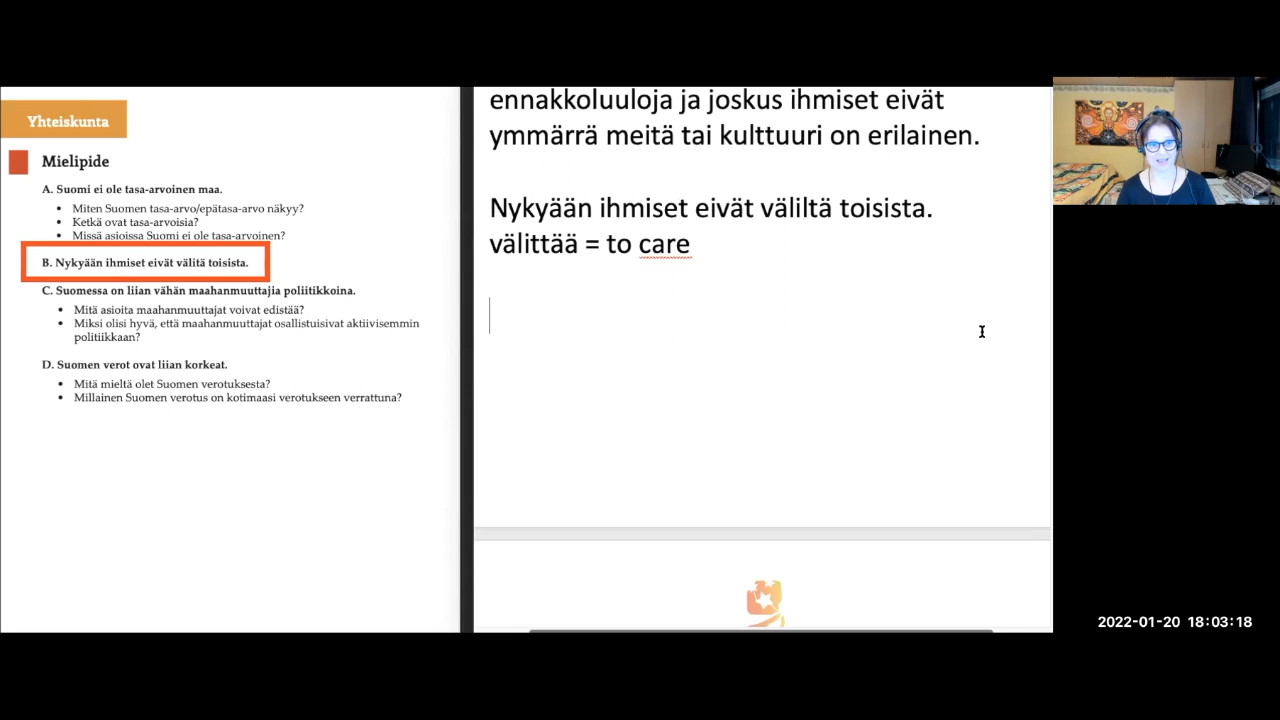 Yhteiskunta
Mielipide
A. Suomi ei ole tasa-arvoinen maa.
• Miten Suomen tasa-arvo/epätasa-arvo näkyy?
• Ketkä ovat tasa-arvoisia?
• Missä asioissa Suomi ei ole tasa-arvoinen?
B. Nykyään ihmiset eivät välitä toisista.
C. Suomessa on liian vähän maahanmuuttajia poliitikkoina.
• Mitä asioita maahanmuuttajat voivat edistää?
• Miksi olisi hyvä, että maahanmuuttajat osallistuisivat aktiivisemmin
politiikkaan?
D. Suomen verot ovat liian korkeat.
• Mitä mieltä olet Suomen verotuksesta?
• Millainen Suomen verotus on kotimaasi verotukseen verrattuna?
ennakkoluuloja ja joskus ihmiset eivät
ymmärrä meitä tai kulttuuri on erilainen.
Nykyään ihmiset eivät väliltä toisista.
välittää = to care
2022-01-20 18:03:18